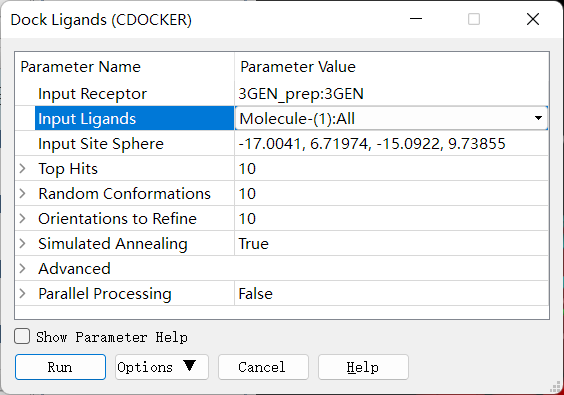 Dock Ligands (CDOCKER)
Parameter Name Parameter Value
Input Receptor 3GEN_prep:3GEN
Input Ligands Molecule-(1):All
Input Site Sphere -17.0041, 6.71974, -15.0922, 9.73855
Top Hits 10
Random Conformations 10
Orientations to Refine 10
Simulated Annealing True
Advanced
Parallel Processing False
Show Parameter Help
Run Options ▼ Cancel Help